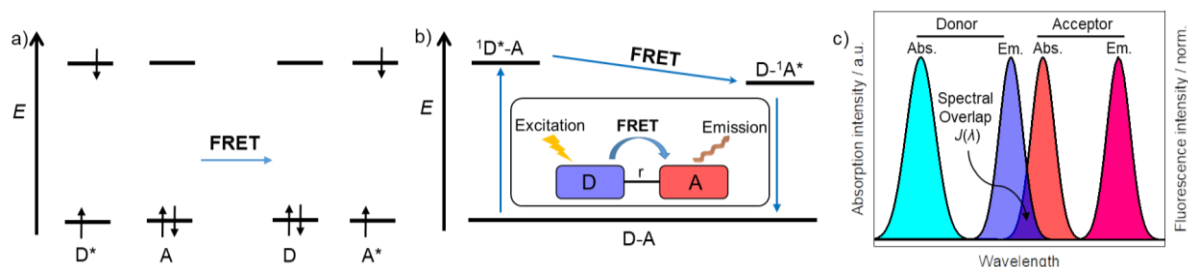 a)
E
FRET
D*
A
D
A*
b)
E
¹D*-A
FRET
D-¹A*
Excitation
FRET
Emission
D
r
A
D-A
c)
Absorption intensity / a.u.
Donor
Acceptor
Abs.
Em.
Abs.
Em.
Spectral
Overlap
J(λ)
Wavelength
Fluorescence intensity / norm.